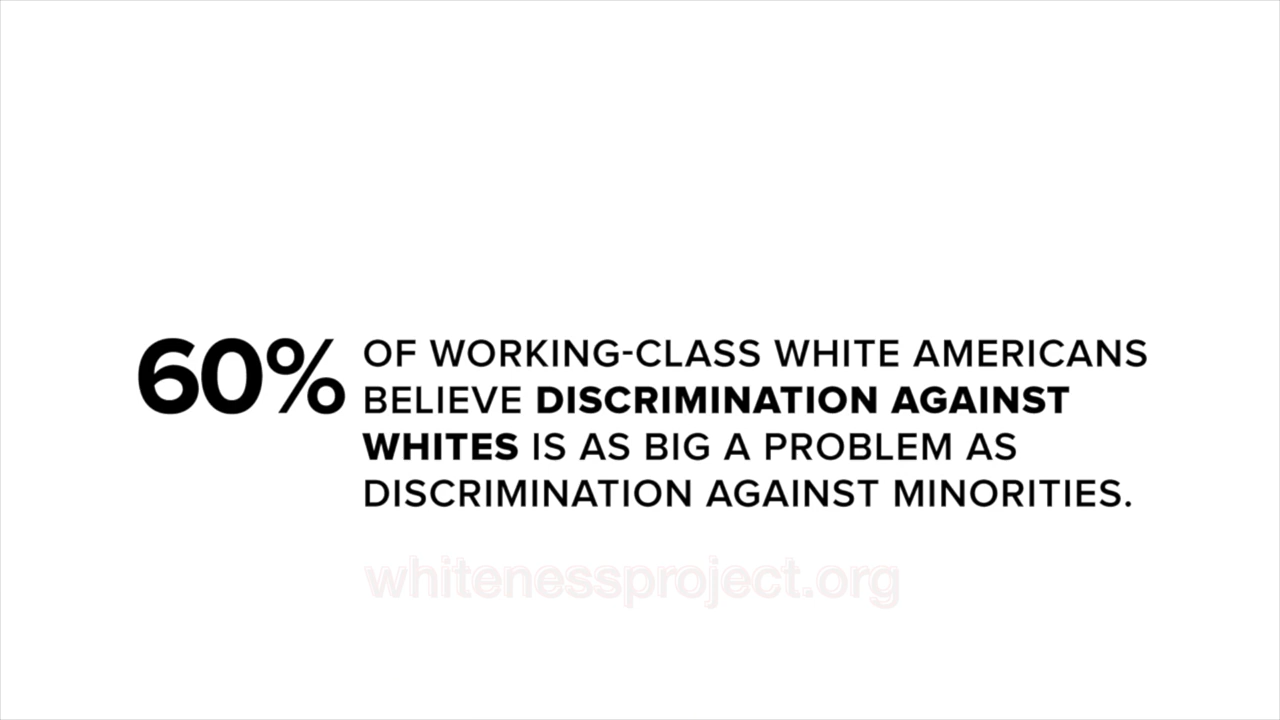 60% OF WORKING-CLASS WHITE AMERICANS
BELIEVE DISCRIMINATION AGAINST
WHITES IS AS BIG A PROBLEM AS
DISCRIMINATION AGAINST MINORITIES.
whitenessproject.org